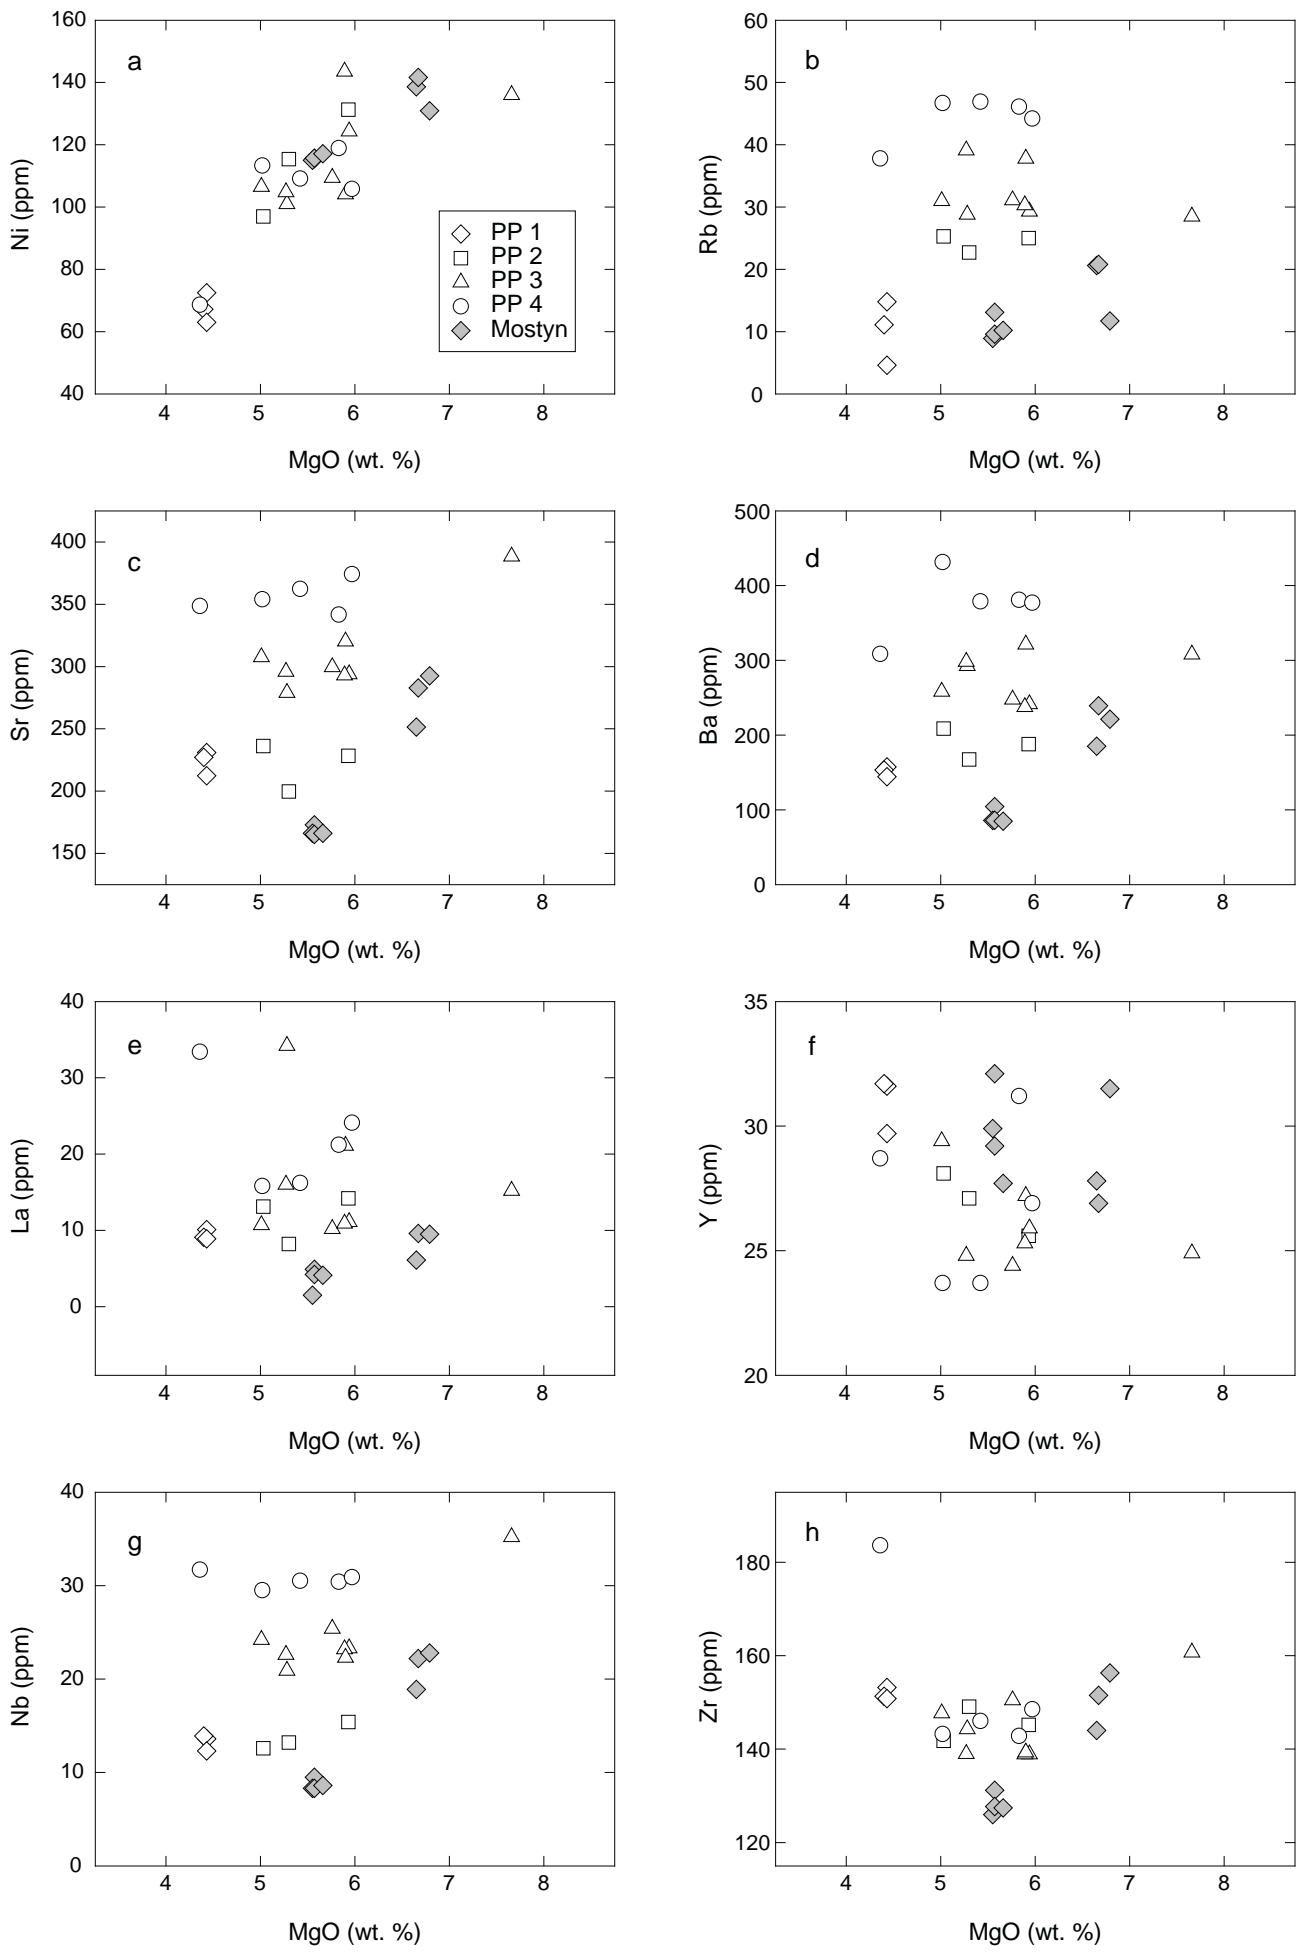 160
140
120
100
80
60
40
Ni (ppm)
a
PP 1
PP 2
PP 3
PP 4
Mostyn
4 5 6 7 8
MgO (wt. %)
60
50
40
30
20
10
0
Rb (ppm)
b
4 5 6 7 8
MgO (wt. %)
400
350
300
250
200
150
Sr (ppm)
c
4 5 6 7 8
MgO (wt. %)
500
400
300
200
100
0
Ba (ppm)
d
4 5 6 7 8
MgO (wt. %)
40
30
20
10
0
La (ppm)
e
4 5 6 7 8
MgO (wt. %)
35
30
25
20
Y (ppm)
f
4 5 6 7 8
MgO (wt. %)
40
30
20
10
0
Nb (ppm)
g
4 5 6 7 8
MgO (wt. %)
180
160
140
120
Zr (ppm)
h
4 5 6 7 8
MgO (wt. %)